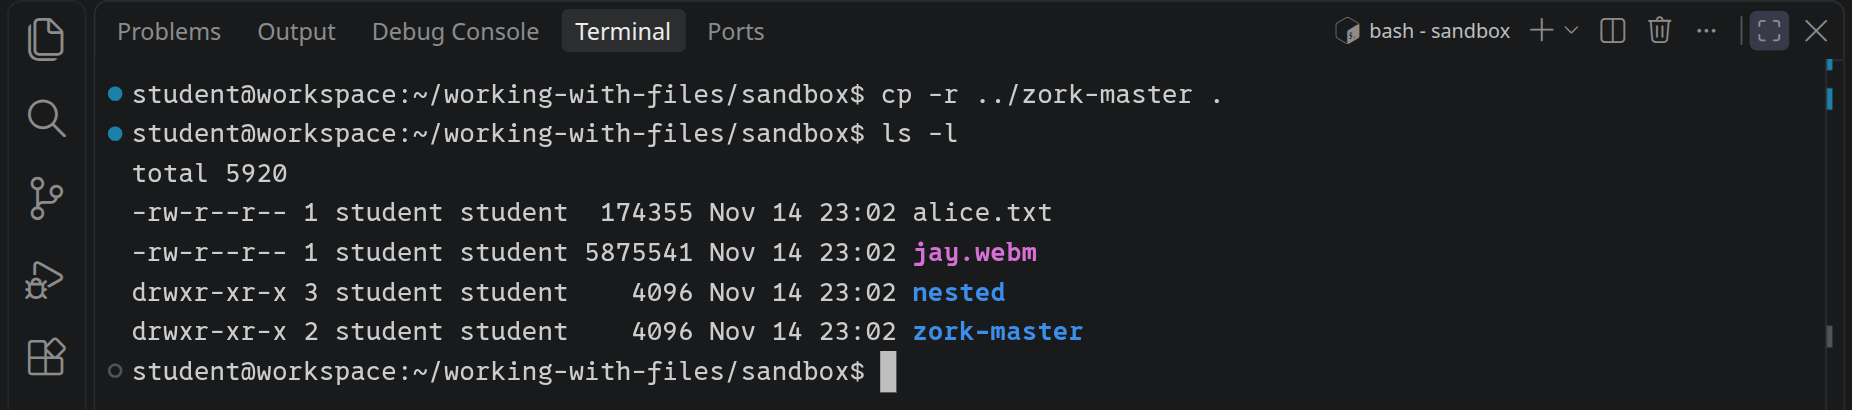 Problems Output Debug Console Terminal Ports bash - sandbox
student@workspace:~/working-with-files/sandbox$ cp -r ../zork-master .
student@workspace:~/working-with-files/sandbox$ ls -l
total 5920
-rw-r--r-- 1 student student  174355 Nov 14 23:02 alice.txt
-rw-r--r-- 1 student student 5875541 Nov 14 23:02 jay.webm
drwxr-xr-x 3 student student    4096 Nov 14 23:02 nested
drwxr-xr-x 2 student student    4096 Nov 14 23:02 zork-master
student@workspace:~/working-with-files/sandbox$